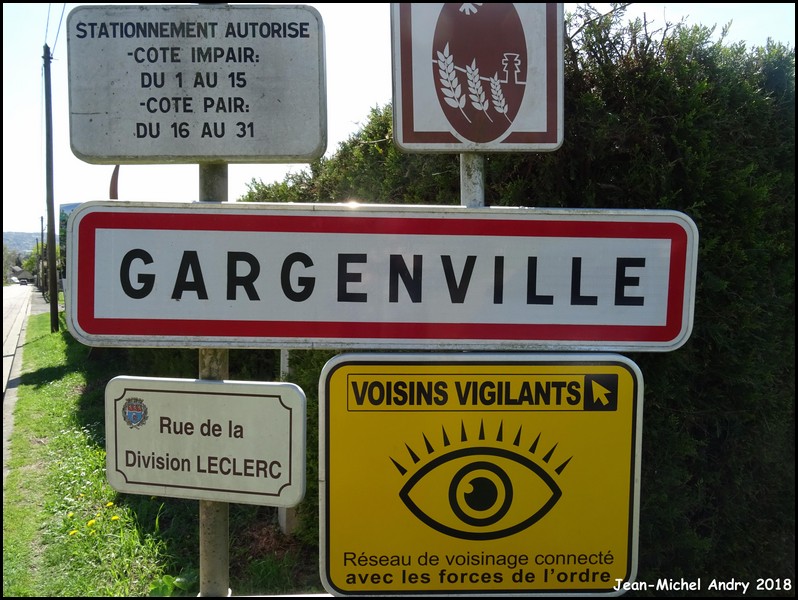 STATIONNEMENT AUTORISE
-COTE IMPAIR:
DU 1 AU 15
-COTE PAIR:
DU 16 AU 31
GARGENVILLE
Rue de la
Division LECLERC
VOISINS VIGILANTS
Réseau de voisinage connecté
avec les forces de l'ordre
Jean-Michel Andry 2018